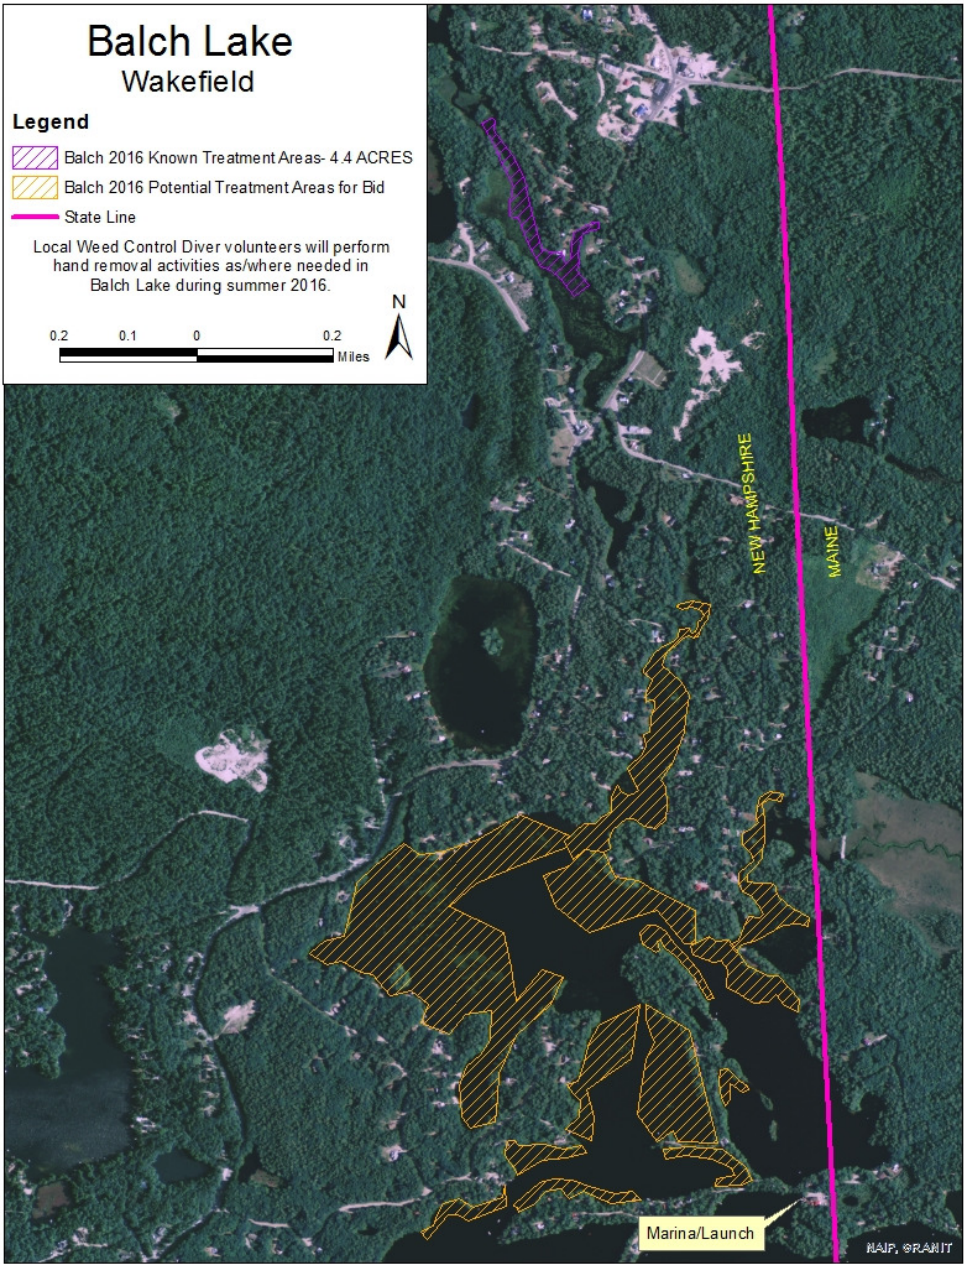 Balch Lake
Wakefield
Legend
Balch 2016 Known Treatment Areas- 4.4 ACRES
Balch 2016 Potential Treatment Areas for Bid
State Line
Local Weed Control Diver volunteers will perform
hand removal activities as/where needed in
Balch Lake during summer 2016.
N
0.2 0.1 0 0.2
Miles
NEW HAMPSHIRE
MAINE
Marina/Launch
NAIP, GRANIT